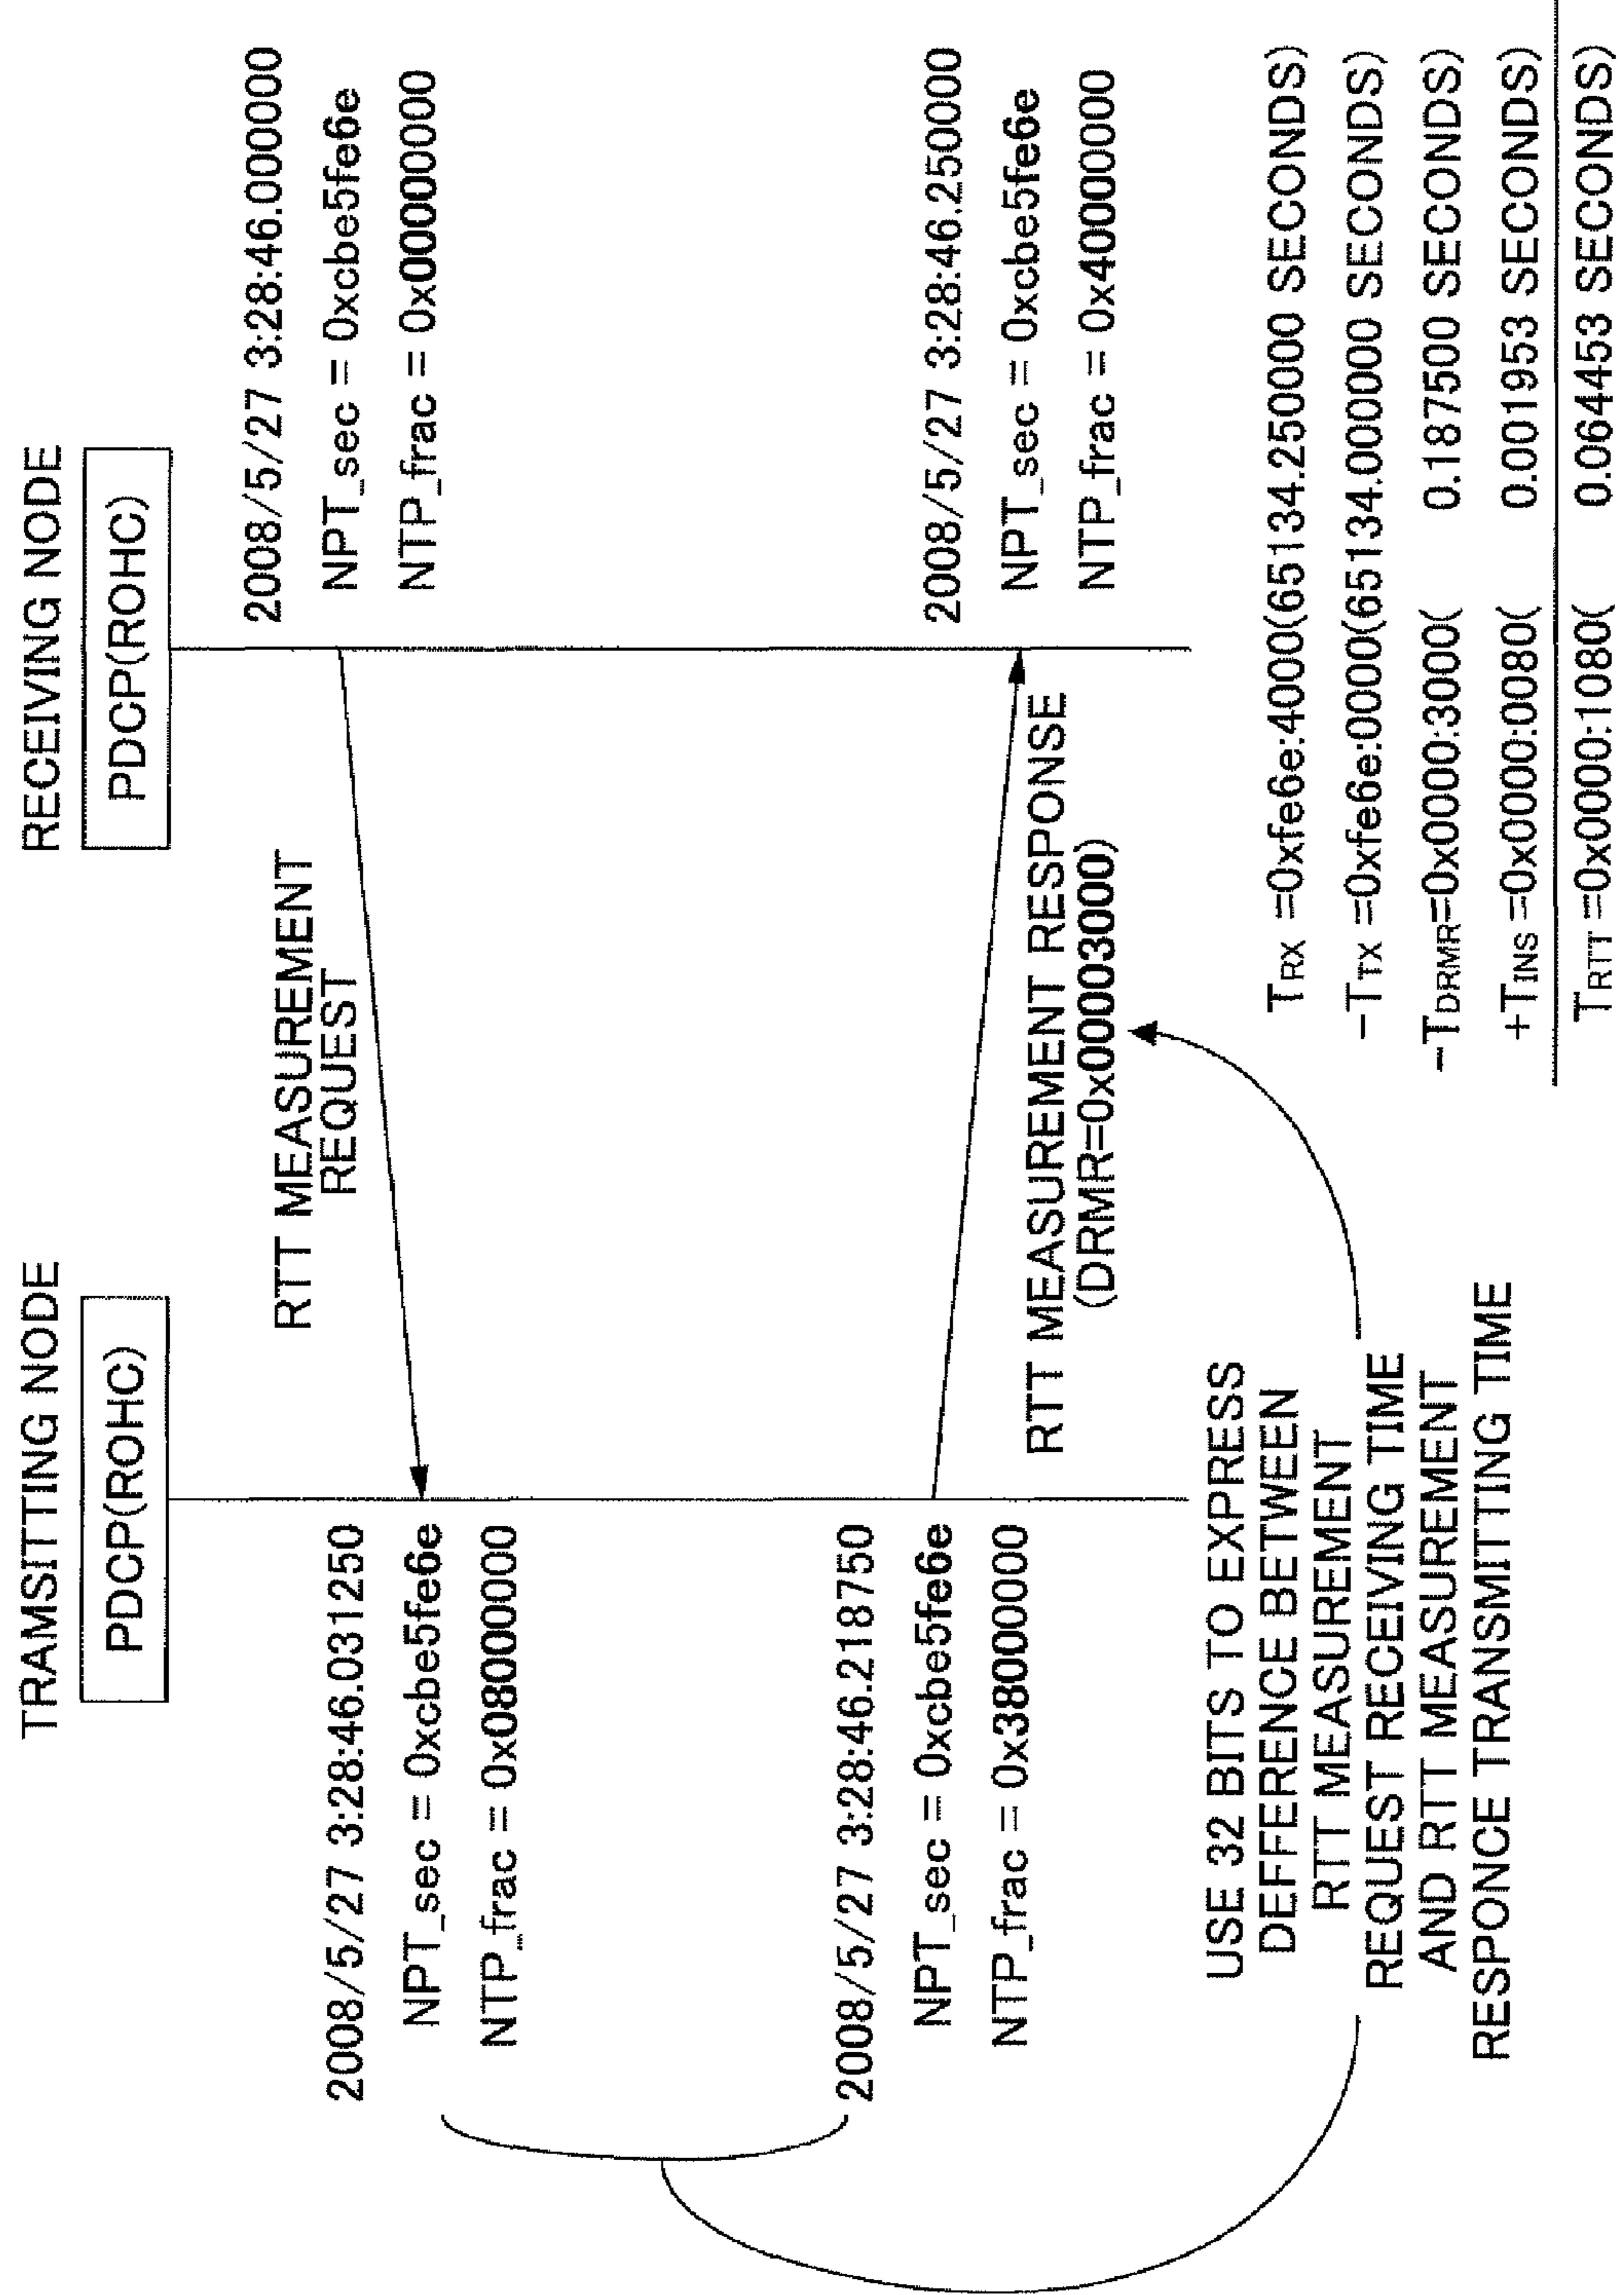 TRAMSITTING NODE
PDCP(ROHC)
RECEIVING NODE
PDCP(ROHC)
2008/5/27 3:28:46.000000
NPT_sec = 0xcbe5fe6e
NTP_frac = 0x00000000
RTT MEASUREMENT
REQUEST
2008/5/27 3:28:46.031250
NPT_sec = 0xcbe5fe6e
NTP_frac = 0x08000000
2008/5/27 3:28:46.218750
NPT_sec = 0xcbe5fe6e
NTP_frac = 0x38000000
2008/5/27 3:28:46.250000
NPT_sec = 0xcbe5fe6e
NTP_frac = 0x40000000
RTT MEASUREMENT RESPONSE
(DRMR=0x00003000)
USE 32 BITS TO EXPRESS
DEFFERENCE BETWEEN
RTT MEASUREMENT
REQUEST RECEIVING TIME
AND RTT MEASUREMENT
RESPONCE TRANSMITTING TIME
TRX =0xfe6e:4000(65134.250000 SECONDS)
-TTX =0xfe6e:0000(65134.000000 SECONDS)
-TDRMR=0x0000:3000( 0.187500 SECONDS)
+TINS =0x0000:0080( 0.001953 SECONDS)
TRTT =0x0000:1080( 0.064453 SECONDS)